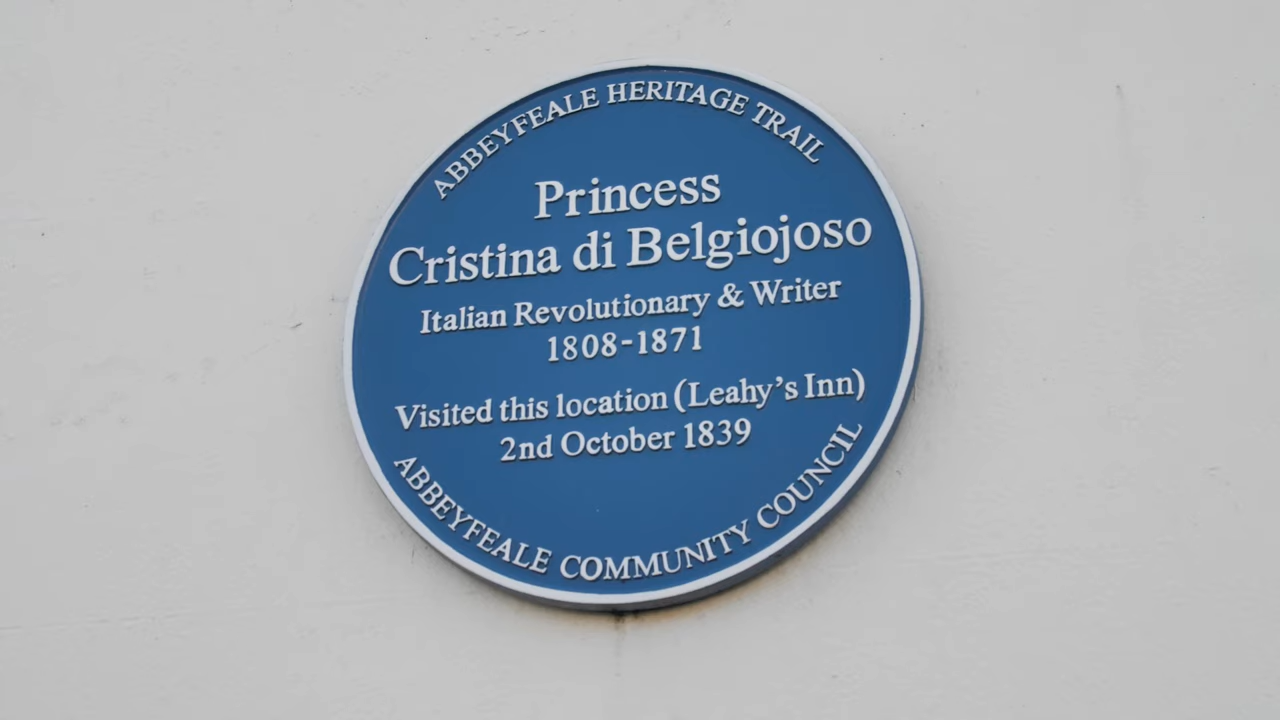 ABBEYFEALE HERITAGE TRAIL
Princess
Cristina di Belgiojoso
Italian Revolutionary & Writer
1808-1871
Visited this location (Leahy's Inn)
2nd October 1839
ABBEYFEALE COMMUNITY COUNCIL